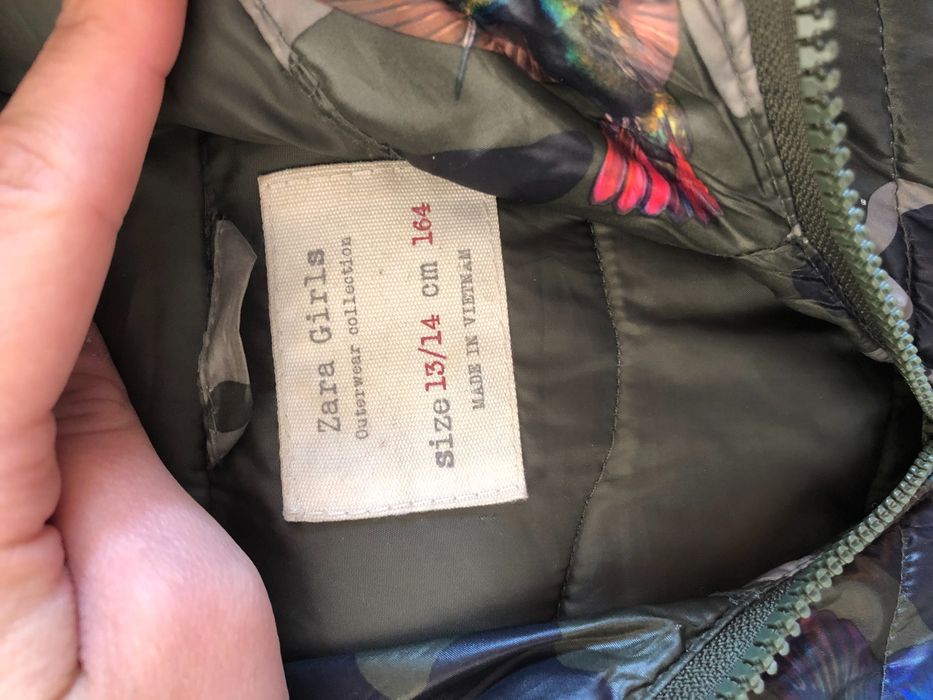 Zara Girls
Outerwear collection
size 13/14 cm 164
MADE IN VIETNAM